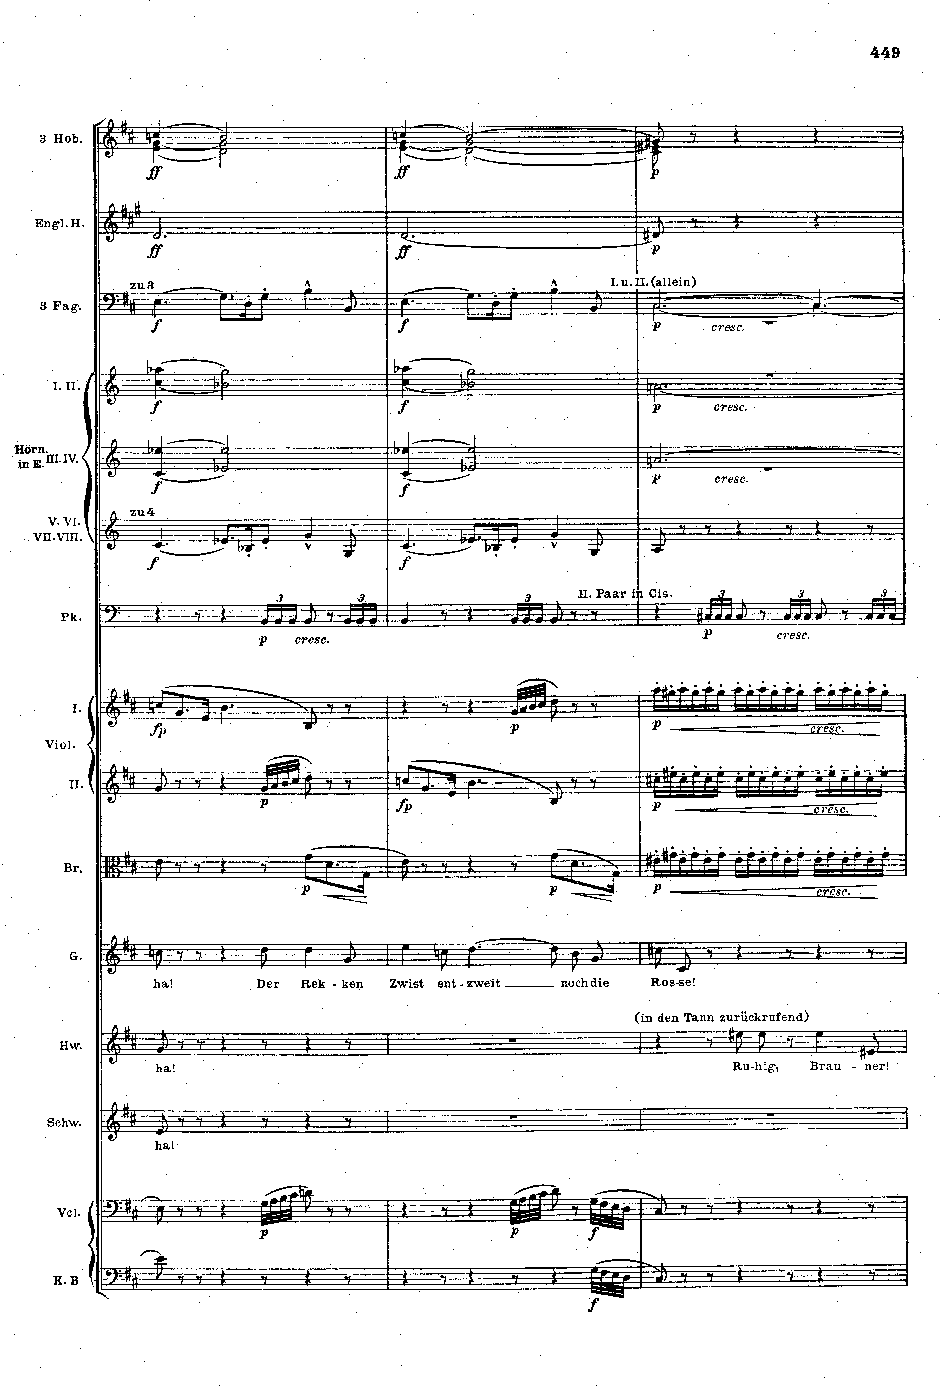 449
3 Hob.
ff ff p
Engl. H.
ff ff p
zu 3 I. u. II. (allein)
3 Fag.
f f p cresc.
I. II.
f f p cresc.
Hörn. in E. III. IV.
f f p cresc.
zu 4
V. VI. VII. VIII.
f f
II. Paar in Cis.
Pk.
3 3 3 3 3 3
p cresc. p cresc.
Viol.
I.
fp p p cresc.
II.
p fp p cresc.
Br.
p p p cresc.
G.
ha! Der Rek - ken Zwist ent - zweit noch die Ros - se!
(in den Tann zurückrufend)
Hw.
ha! Ru - hig, Brau - ner!
Schw.
ha!
Vcl.
p p f
K. B
f